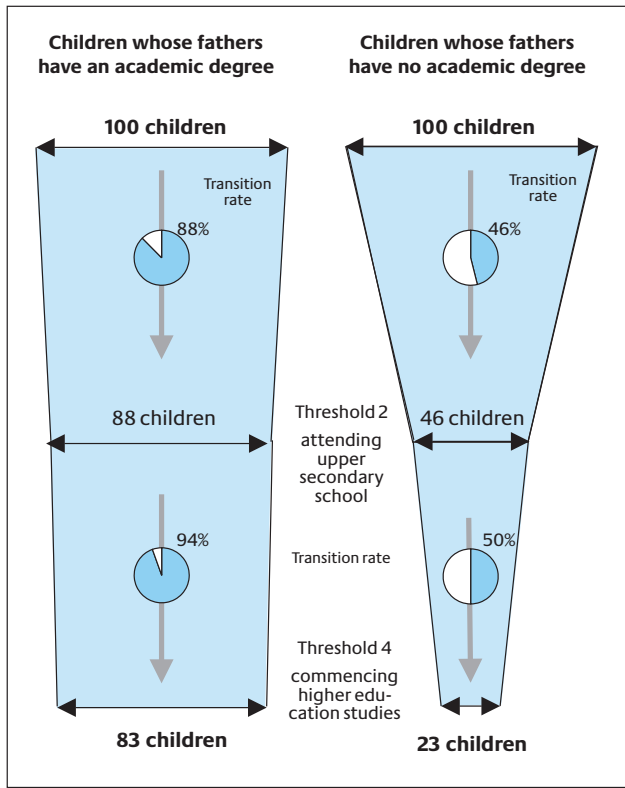 Children whose fathers
have an academic degree
Children whose fathers
have no academic degree
100 children
100 children
Transition
rate
88%
Transition
rate
46%
88 children
Threshold 2
attending
upper
secondary
school
46 children
94%
Transition rate
50%
Threshold 4
commencing
higher edu-
cation studies
83 children
23 children